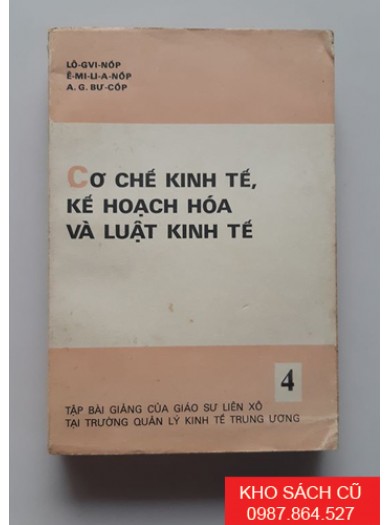 LÔ-GVI-NỐP
Ê-MI-LI-A-NỐP
A. G. BƯ-CỐP
CƠ CHẾ KINH TẾ,
KẾ HOẠCH HÓA
VÀ LUẬT KINH TẾ
4
TẬP BÀI GIẢNG CỦA GIÁO SƯ LIÊN XÔ
TẠI TRƯỜNG QUẢN LÝ KINH TẾ TRUNG ƯƠNG
KHO SÁCH CŨ
0987.864.527